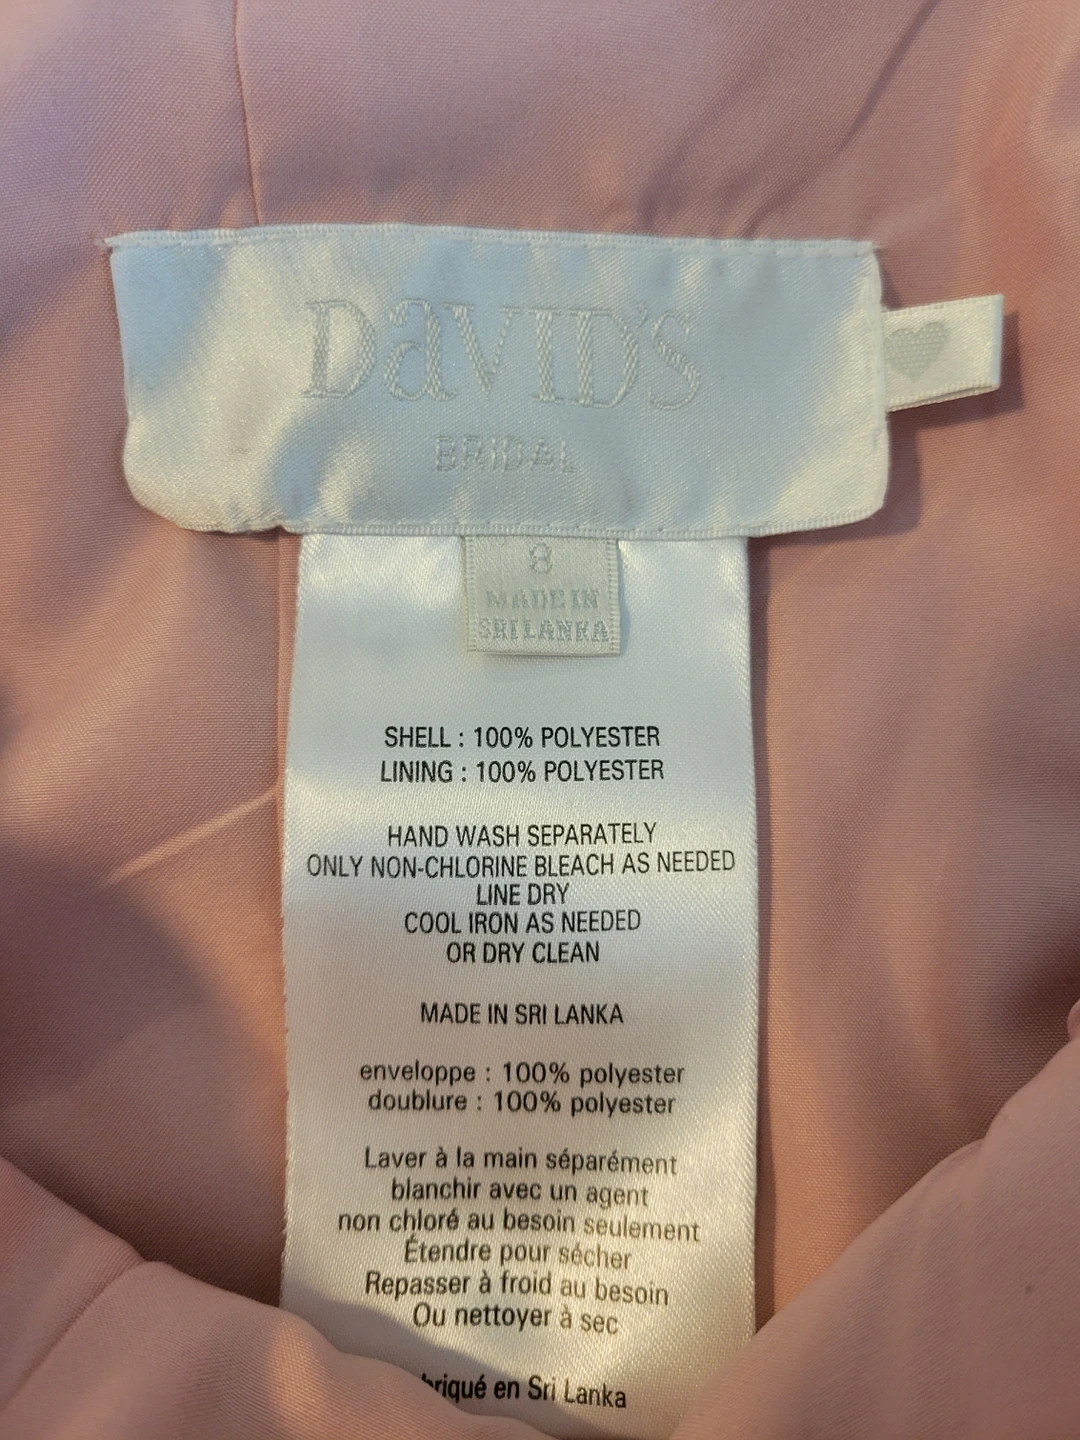 DaVID'S
BRIDAL
8
MADE IN
SRI LANKA
SHELL : 100% POLYESTER
LINING : 100% POLYESTER
HAND WASH SEPARATELY
ONLY NON-CHLORINE BLEACH AS NEEDED
LINE DRY
COOL IRON AS NEEDED
OR DRY CLEAN
MADE IN SRI LANKA
enveloppe : 100% polyester
doublure : 100% polyester
Laver à la main séparément
blanchir avec un agent
non chloré au besoin seulement
Étendre pour sécher
Repasser à froid au besoin
Ou nettoyer à sec
briqué en Sri Lanka